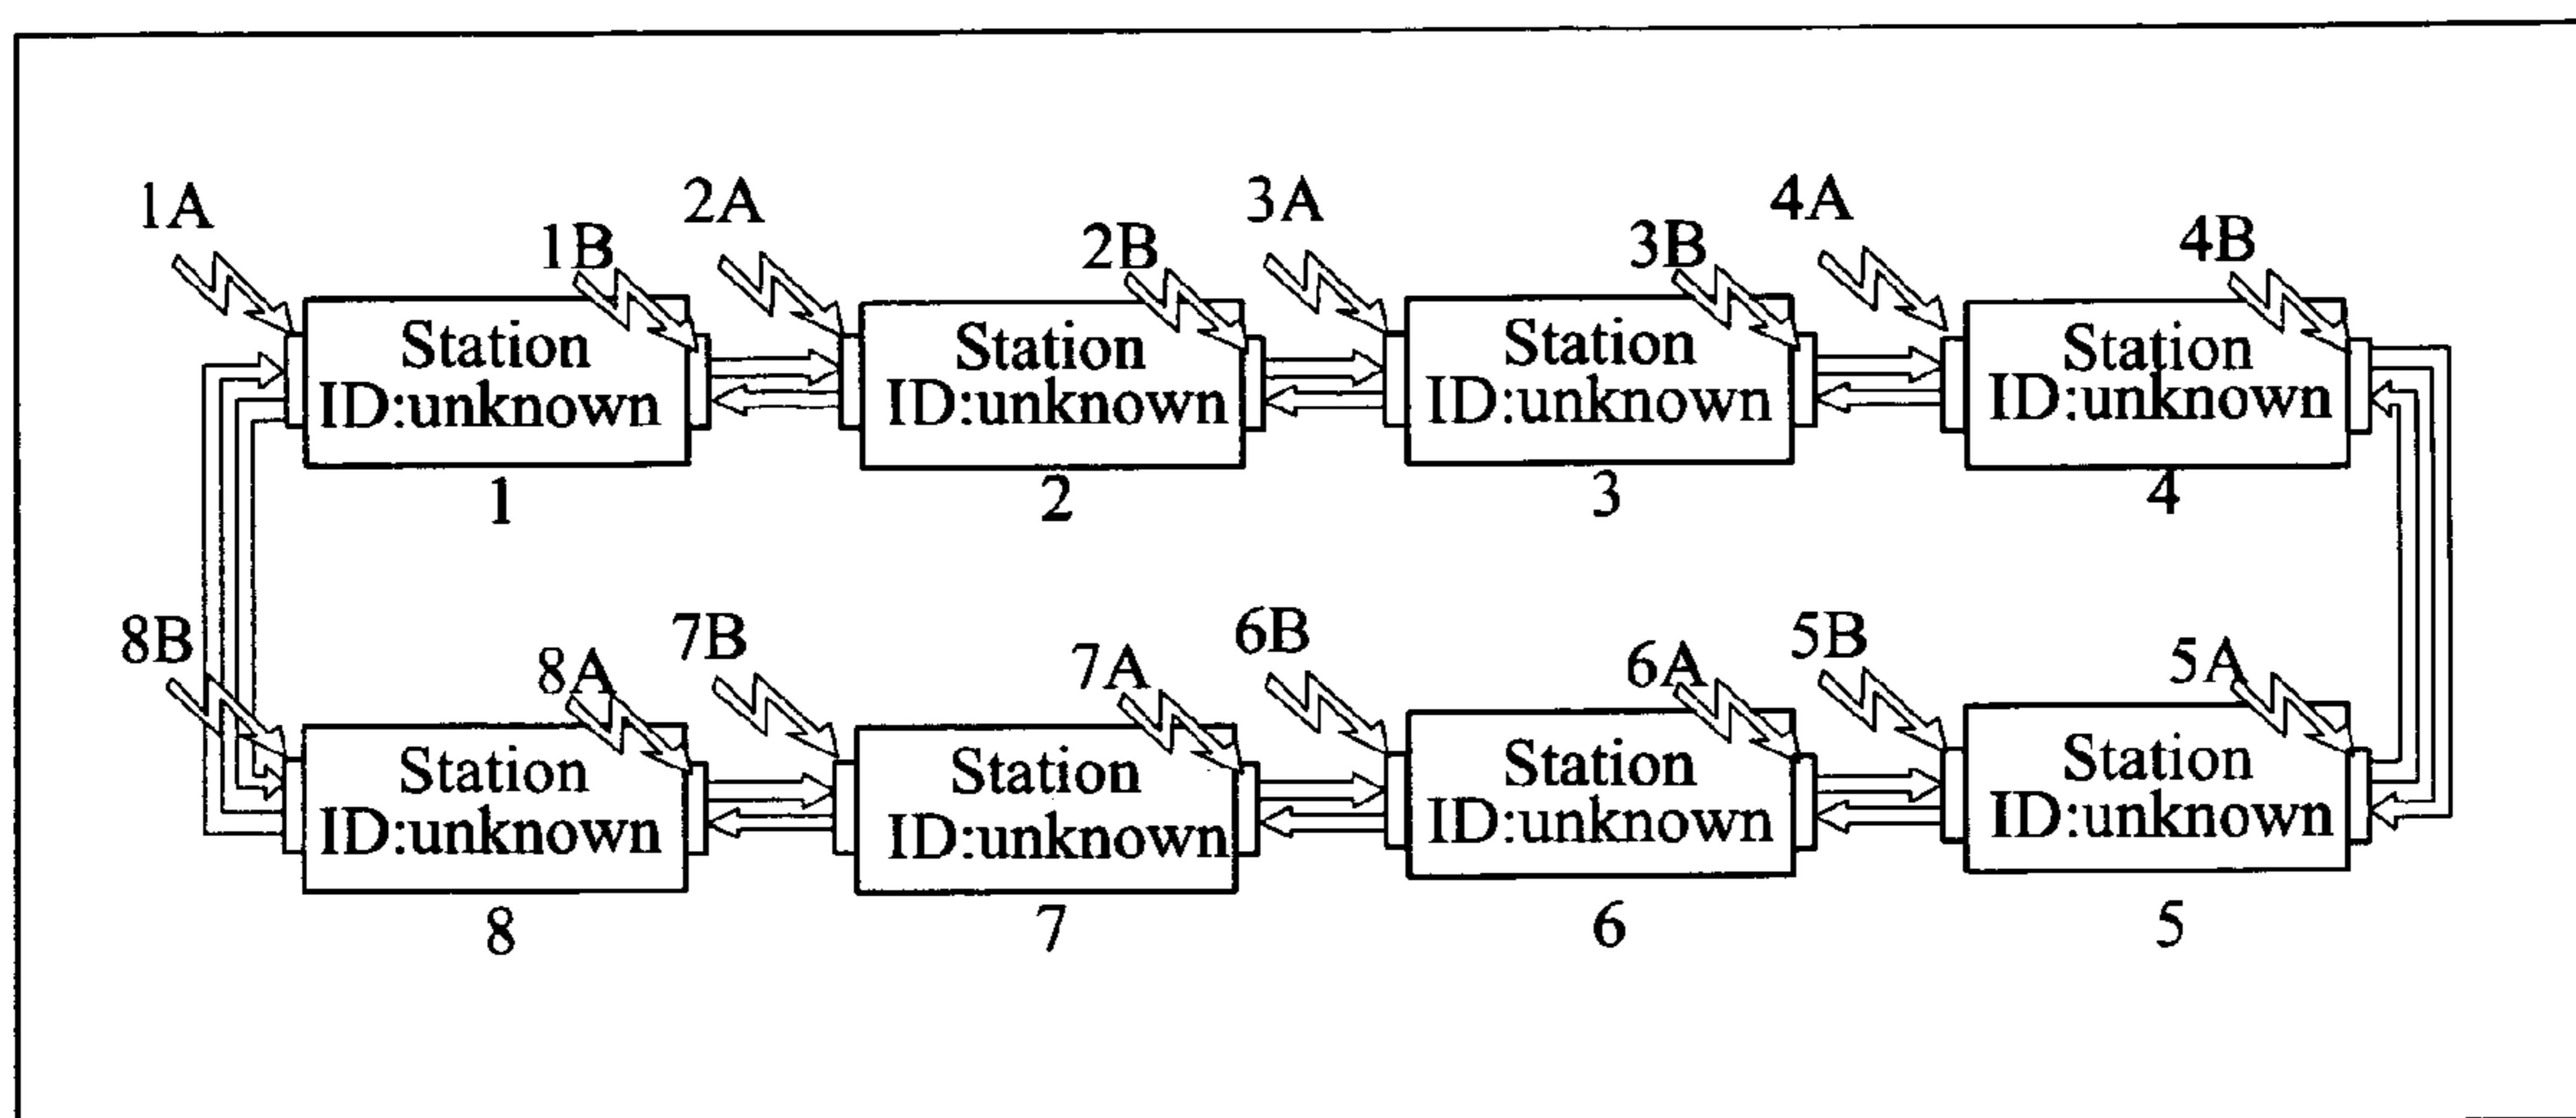 1A
1B
2A
2B
3A
3B
4A
4B
Station
ID:unknown
1
Station
ID:unknown
2
Station
ID:unknown
3
Station
ID:unknown
4
8B
8A
7B
7A
6B
6A
5B
5A
Station
ID:unknown
8
Station
ID:unknown
7
Station
ID:unknown
6
Station
ID:unknown
5